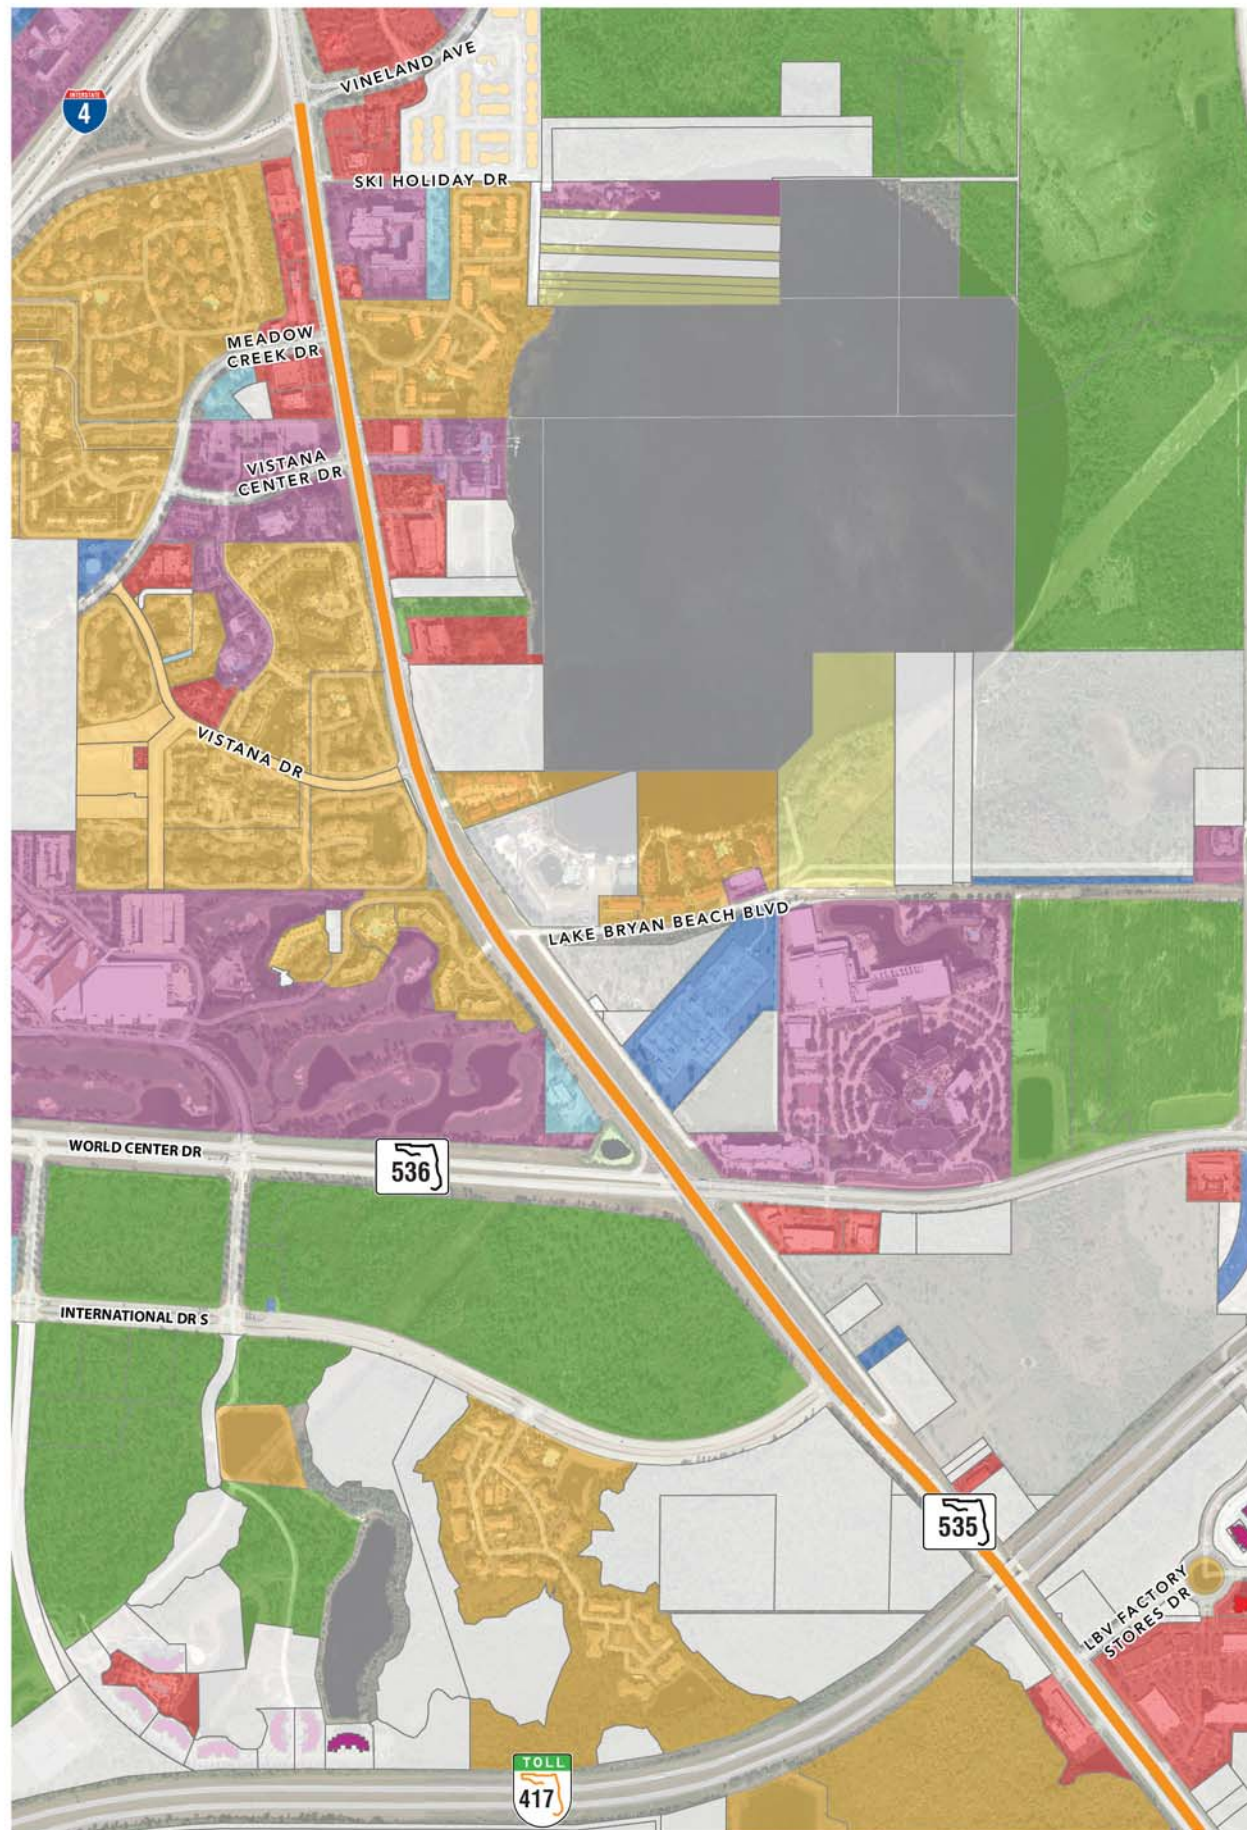 VINELAND AVE
INTERSTATE
4
SKI HOLIDAY DR
MEADOW
CREEK DR
VISTANA
CENTER DR
VISTANA DR
LAKE BRYAN BEACH BLVD
WORLD CENTER DR
536
INTERNATIONAL DR S
535
LBV FACTORY
STORES DR
TOLL
417